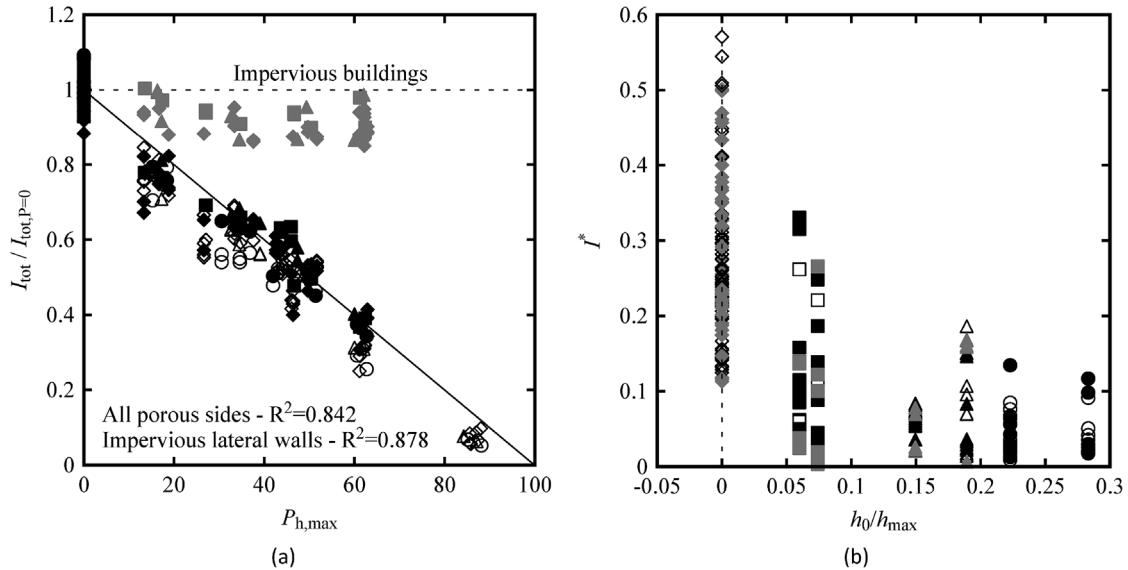 1.2
1
0.8
0.6
0.4
0.2
0
Impervious buildings
All porous sides - R²=0.842
Impervious lateral walls - R²=0.878
I_tot / I_tot,P=0
0 20 40 60 80 100
P_h,max
(a)
0.6
0.5
0.4
0.3
0.2
0.1
0
I*
-0.05 0 0.05 0.1 0.15 0.2 0.25 0.3
h_0/h_max
(b)